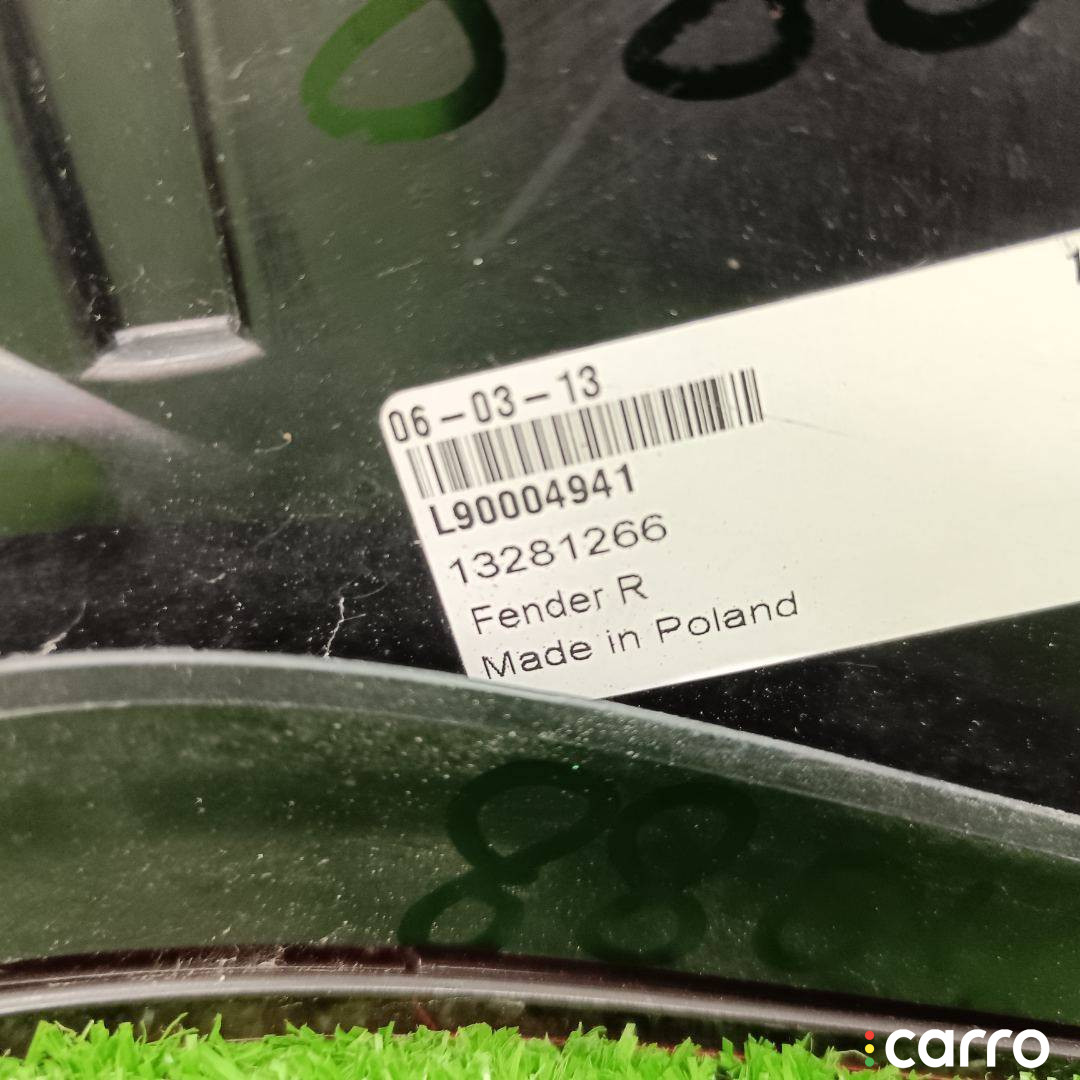 06-03-13
L90004941
13281266
Fender R
Made in Poland
carro